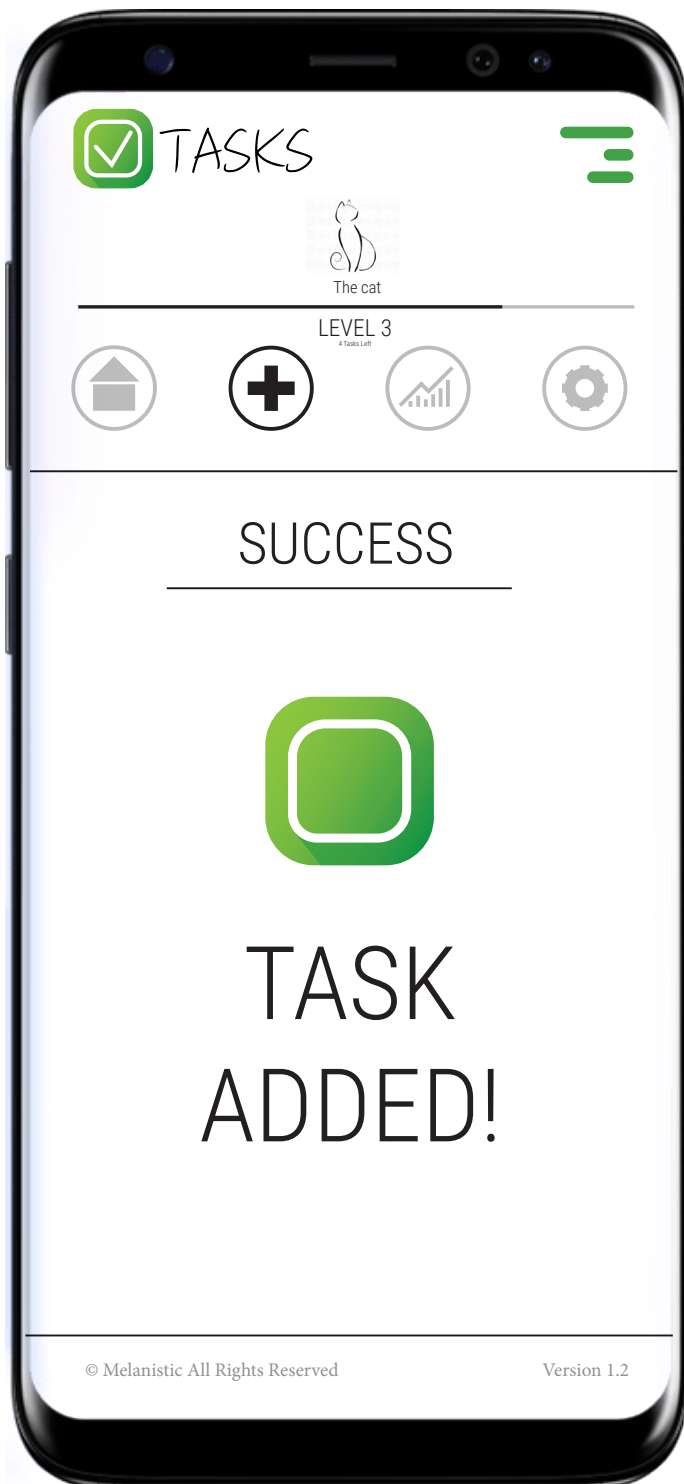 TASKS
The cat
LEVEL 3
4 Tasks Left
SUCCESS
TASK
ADDED!
© Melanistic All Rights Reserved
Version 1.2